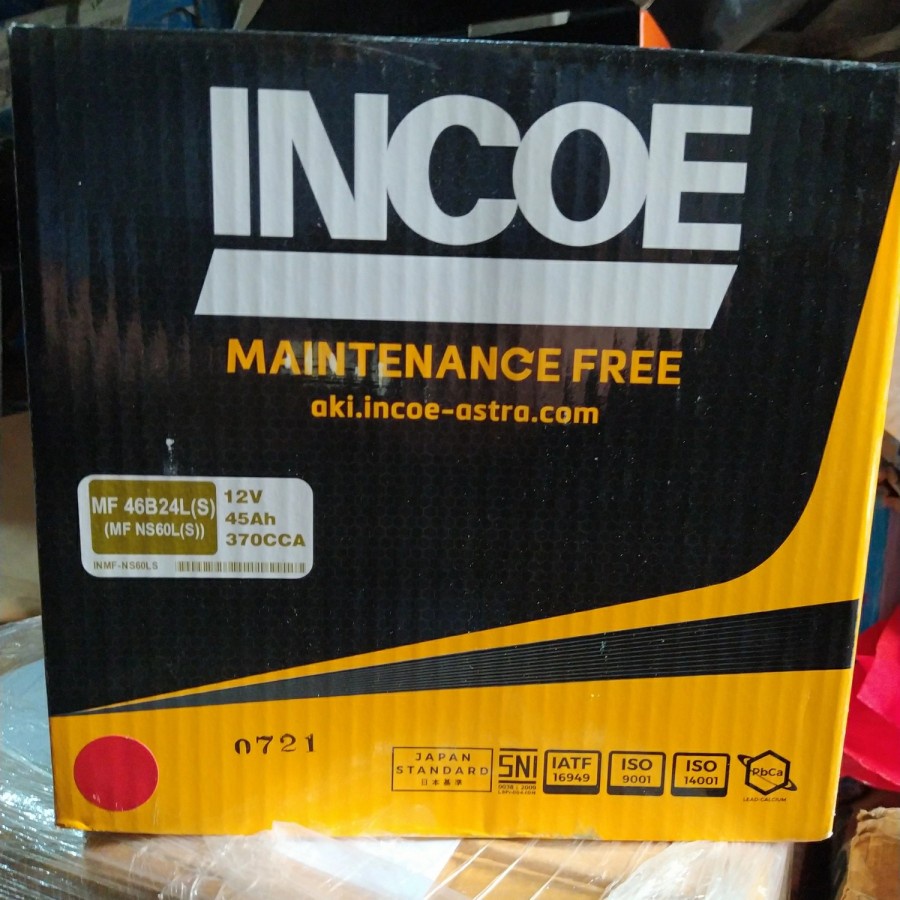 INCOE
MAINTENANCE FREE
aki.incoe-astra.com
MF 46B24L(S)
(MF NS60L(S))
12V
45Ah
370CCA
INMF-NS60LS
0721
JAPAN
STANDARD
日本基準
SNI
IATF
16949
ISO
9001
ISO
14001
PbCa
LEAD CALCIUM